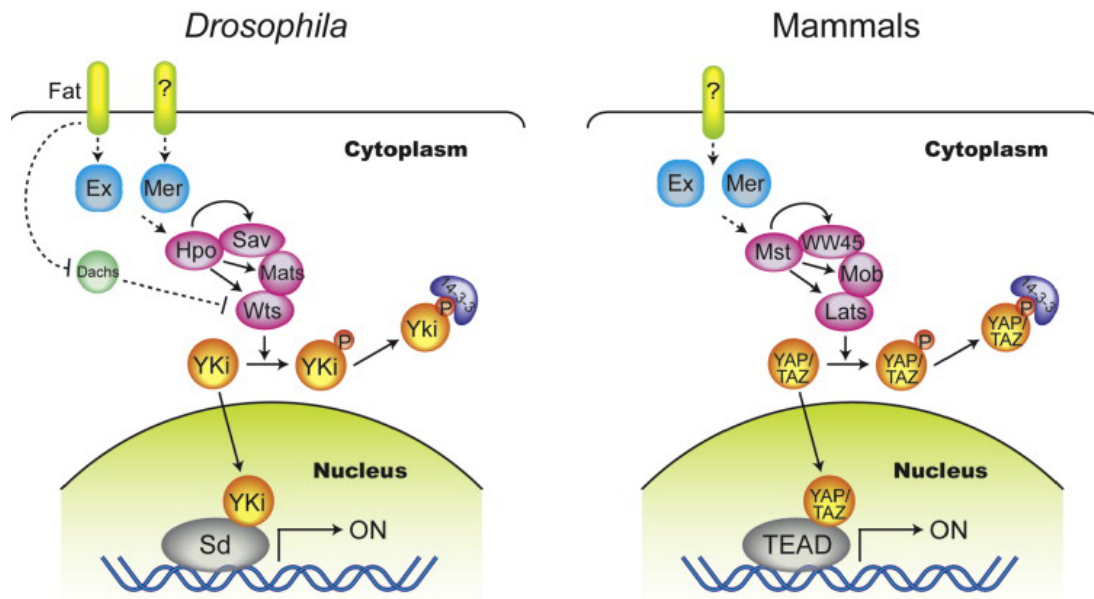 Drosophila
Fat
?
Cytoplasm
Ex
Mer
Hpo
Sav
Mats
Wts
Dachs
YKi
YKi
P
Yki
P
14-3-3
Nucleus
YKi
Sd
ON
Mammals
?
Cytoplasm
Ex
Mer
Mst
WW45
Mob
Lats
YAP/
TAZ
YAP/
TAZ
P
YAP/
TAZ
P
14-3-3
Nucleus
YAP/
TAZ
TEAD
ON